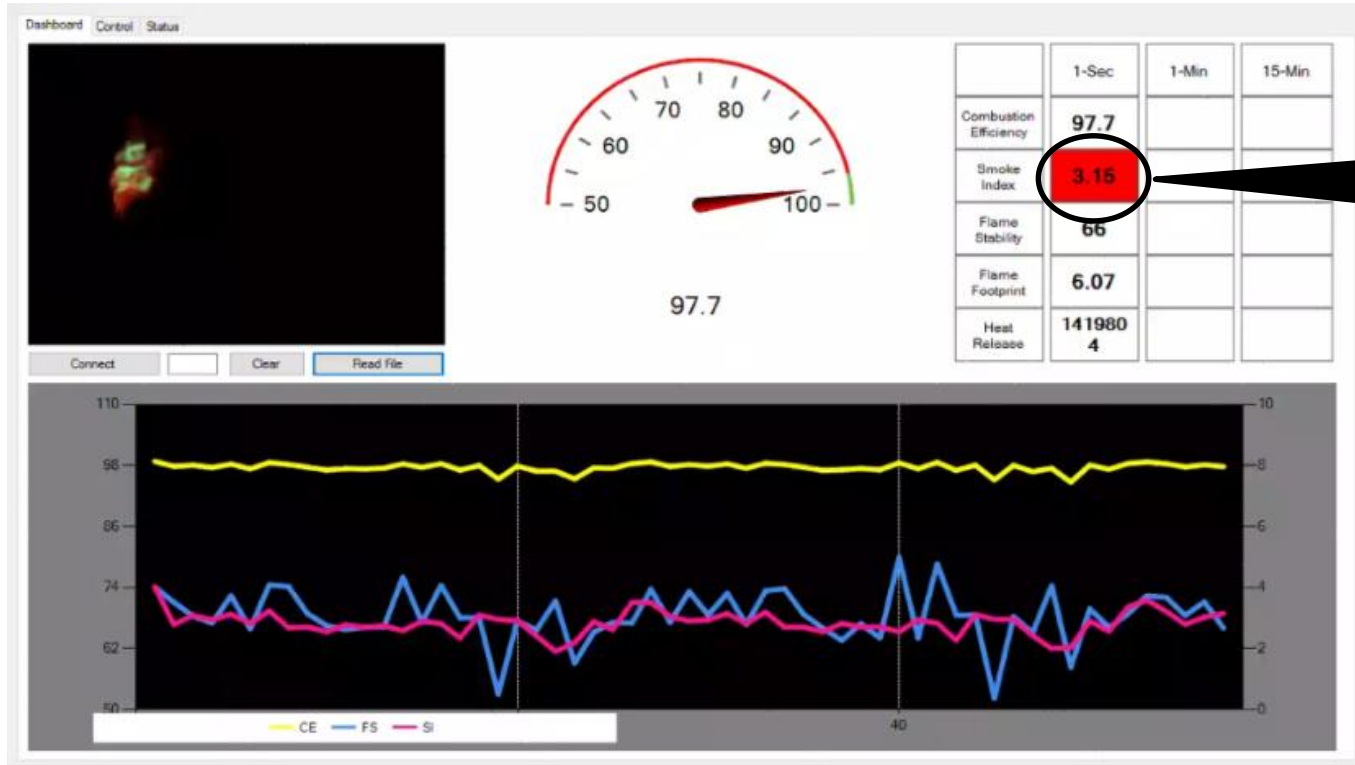 Dashboard Control Status
70 80
60 90
50 100
97.7
1-Sec 1-Min 15-Min
Combustion
Efficiency
97.7
Smoke
Index
3.15
Flame
Stability
66
Flame
Footprint
6.07
Heat
Release
141980
4
Connect Clear Read File
110 10
98 8
86 6
74 4
62 2
50 0
40
CE FS SI